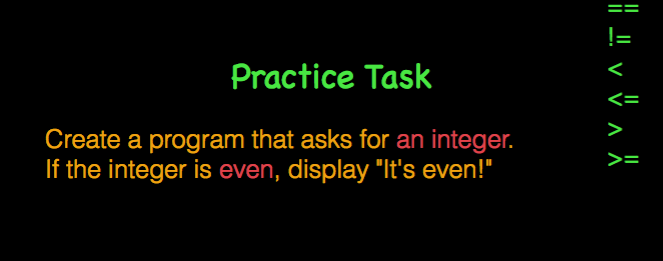 Practice Task
Create a program that asks for an integer.
If the integer is even, display "It's even!"
==
!=
<
<=
>
>=